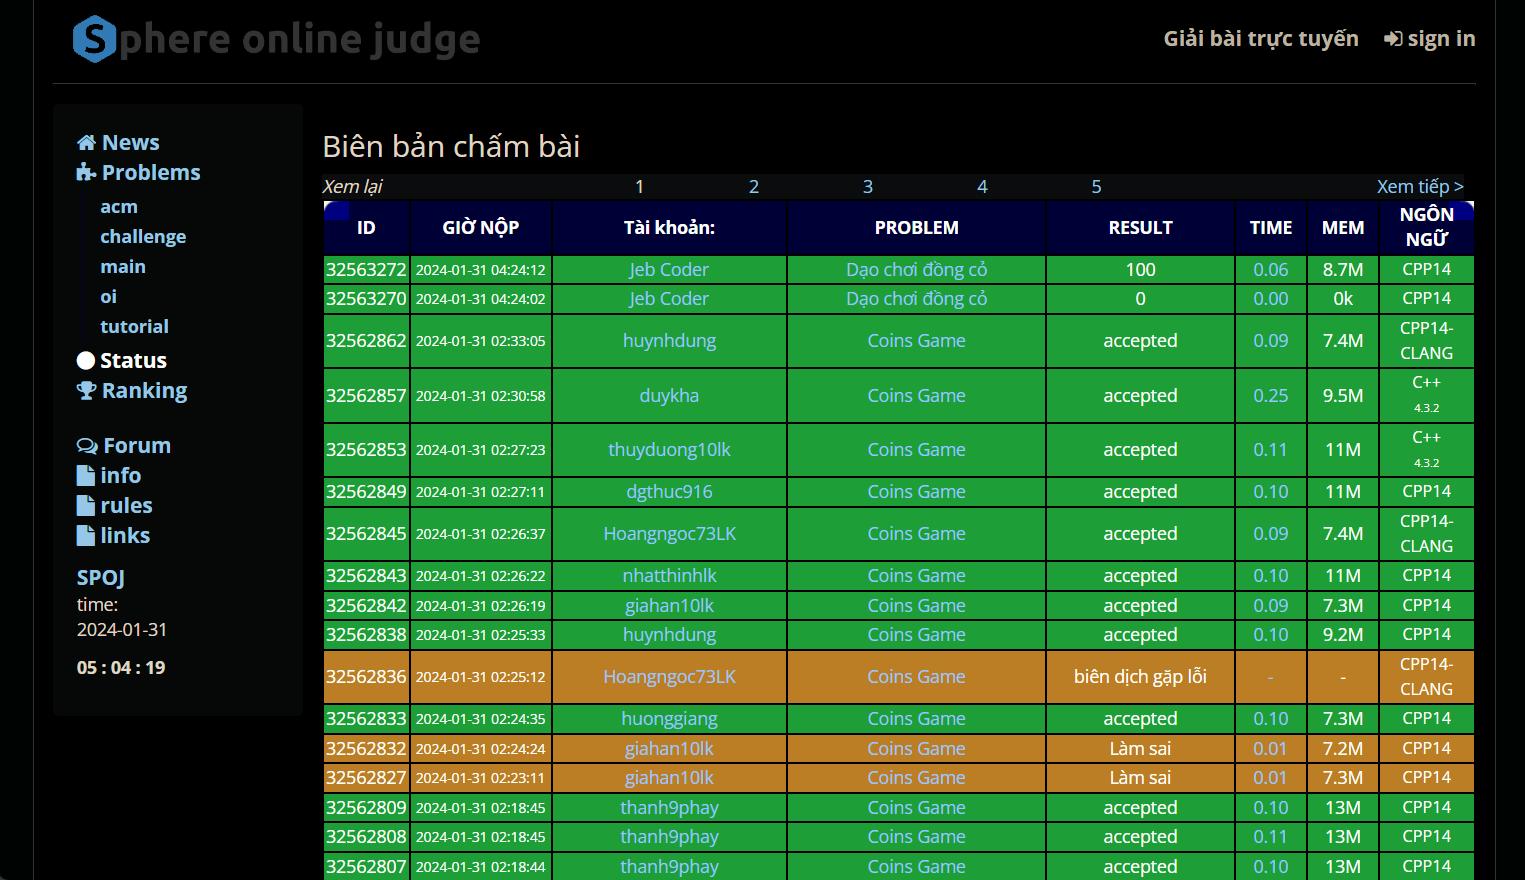 Sphere online judge
Giải bài trực tuyến sign in
News
Problems
acm
challenge
main
oi
tutorial
Status
Ranking
Forum
info
rules
links
SPOJ
time:
2024-01-31
05 : 04 : 19
Biên bản chấm bài
Xem lại 1 2 3 4 5 Xem tiếp >
ID GIỜ NỘP Tài khoản: PROBLEM RESULT TIME MEM NGÔN NGỮ
32563272 2024-01-31 04:24:12 Jeb Coder Dạo chơi đồng cỏ 100 0.06 8.7M CPP14
32563270 2024-01-31 04:24:02 Jeb Coder Dạo chơi đồng cỏ 0 0.00 0k CPP14
32562862 2024-01-31 02:33:05 huynhdung Coins Game accepted 0.09 7.4M CPP14-CLANG
32562857 2024-01-31 02:30:58 duykha Coins Game accepted 0.25 9.5M C++ 4.3.2
32562853 2024-01-31 02:27:23 thuyduong10lk Coins Game accepted 0.11 11M C++ 4.3.2
32562849 2024-01-31 02:27:11 dgthuc916 Coins Game accepted 0.10 11M CPP14
32562845 2024-01-31 02:26:37 Hoangngoc73LK Coins Game accepted 0.09 7.4M CPP14-CLANG
32562843 2024-01-31 02:26:22 nhatthinhlk Coins Game accepted 0.10 11M CPP14
32562842 2024-01-31 02:26:19 giahan10lk Coins Game accepted 0.09 7.3M CPP14
32562838 2024-01-31 02:25:33 huynhdung Coins Game accepted 0.10 9.2M CPP14
32562836 2024-01-31 02:25:12 Hoangngoc73LK Coins Game biên dịch gặp lỗi - - CPP14-CLANG
32562833 2024-01-31 02:24:35 huonggiang Coins Game accepted 0.10 7.3M CPP14
32562832 2024-01-31 02:24:24 giahan10lk Coins Game Làm sai 0.01 7.2M CPP14
32562827 2024-01-31 02:23:11 giahan10lk Coins Game Làm sai 0.01 7.3M CPP14
32562809 2024-01-31 02:18:45 thanh9phay Coins Game accepted 0.10 13M CPP14
32562808 2024-01-31 02:18:45 thanh9phay Coins Game accepted 0.11 13M CPP14
32562807 2024-01-31 02:18:44 thanh9phay Coins Game accepted 0.10 13M CPP14